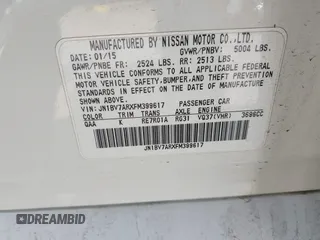 MANUFACTURED BY NISSAN MOTOR CO.,LTD.
DATE: 01/15 GVWR/PNBV: 5004 LBS.
GAWR/PNBE FR: 2524 LBS. RR: 2513 LBS.
THIS VEHICLE CONFORMS TO ALL APPLICABLE FEDERAL
MOTOR VEHICLE SAFETY,BUMPER,AND THEFT PREVENTION
STANDARDS IN EFFECT ON THE DATE OF MANUFACTURE
SHOWN ABOVE.
VIN: JN1BV7ARXFM399617 PASSENGER CAR
COLOR TRIM TRANS AXLE ENGINE
QAA K RE7R01A RG31 VQ37(VHR) 3696CC
JN1BV7ARXFM399617